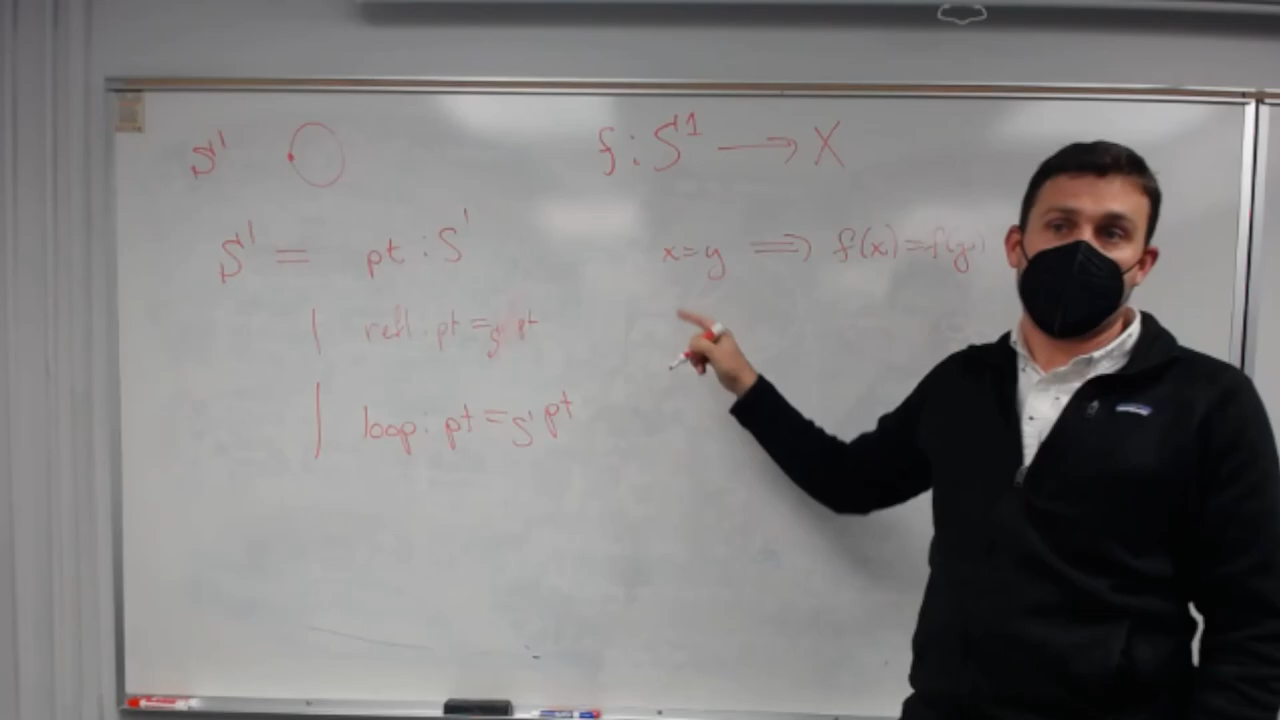 S¹
f : S¹ ⟶ X
S¹ = pt : S¹
x=y ⟹ f(x)=f(y)
| refl : pt =S¹ pt
| loop : pt =S¹ pt